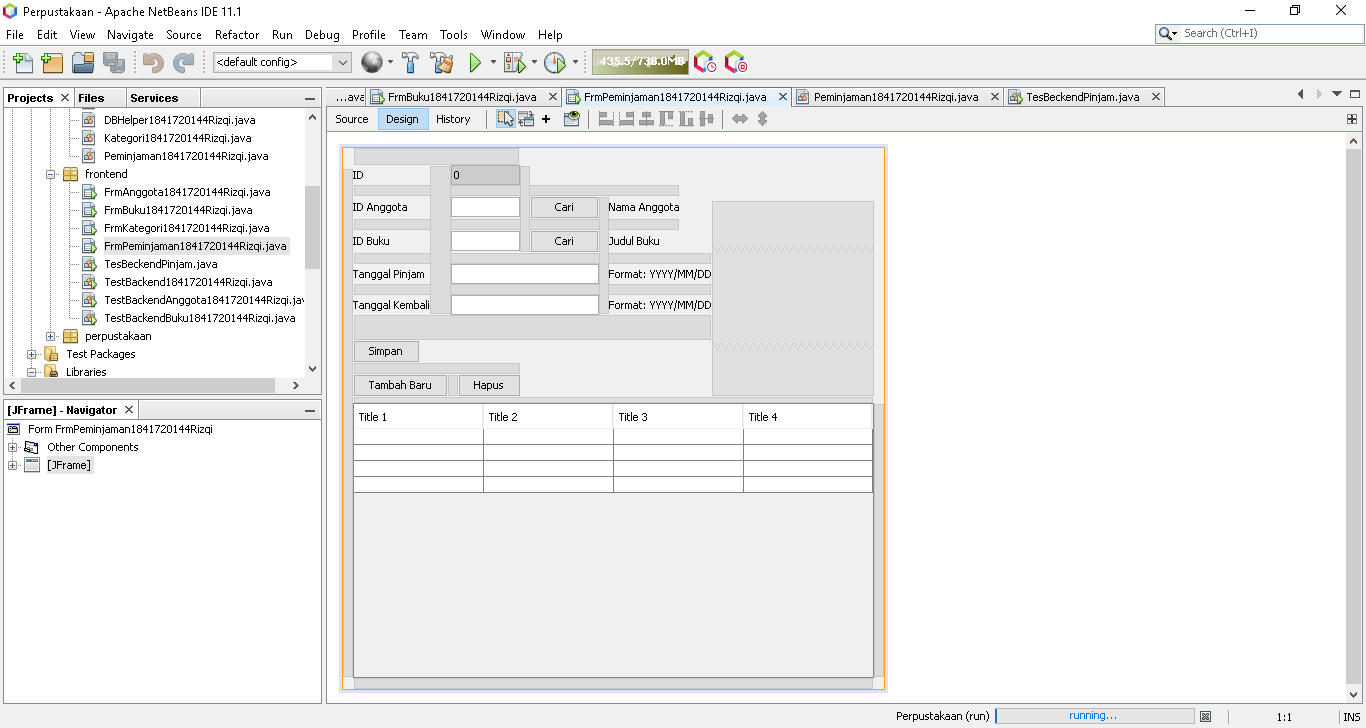 Perpustakaan - Apache NetBeans IDE 11.1
File Edit View Navigate Source Refactor Run Debug Profile Team Tools Window Help
Search (Ctrl+I)
<default config>
435.5/738.0MB
Projects Files Services
...ava FrmBuku1841720144Rizqi.java FrmPeminjaman1841720144Rizqi.java Peminjaman1841720144Rizqi.java TesBeckendPinjam.java
Source Design History
DBHelper1841720144Rizqi.java
Kategori1841720144Rizqi.java
Peminjaman1841720144Rizqi.java
frontend
FrmAnggota1841720144Rizqi.java
FrmBuku1841720144Rizqi.java
FrmKategori1841720144Rizqi.java
FrmPeminjaman1841720144Rizqi.java
TesBeckendPinjam.java
TestBackend1841720144Rizqi.java
TestBackendAnggota1841720144Rizqi.jav
TestBackendBuku1841720144Rizqi.java
perpustakaan
Test Packages
Libraries
[JFrame] - Navigator
Form FrmPeminjaman1841720144Rizqi
Other Components
[JFrame]
ID 0
ID Anggota Cari Nama Anggota
ID Buku Cari Judul Buku
Tanggal Pinjam Format: YYYY/MM/DD
Tanggal Kembali Format: YYYY/MM/DD
Simpan
Tambah Baru Hapus
Title 1 Title 2 Title 3 Title 4
Perpustakaan (run) running... 1:1 INS